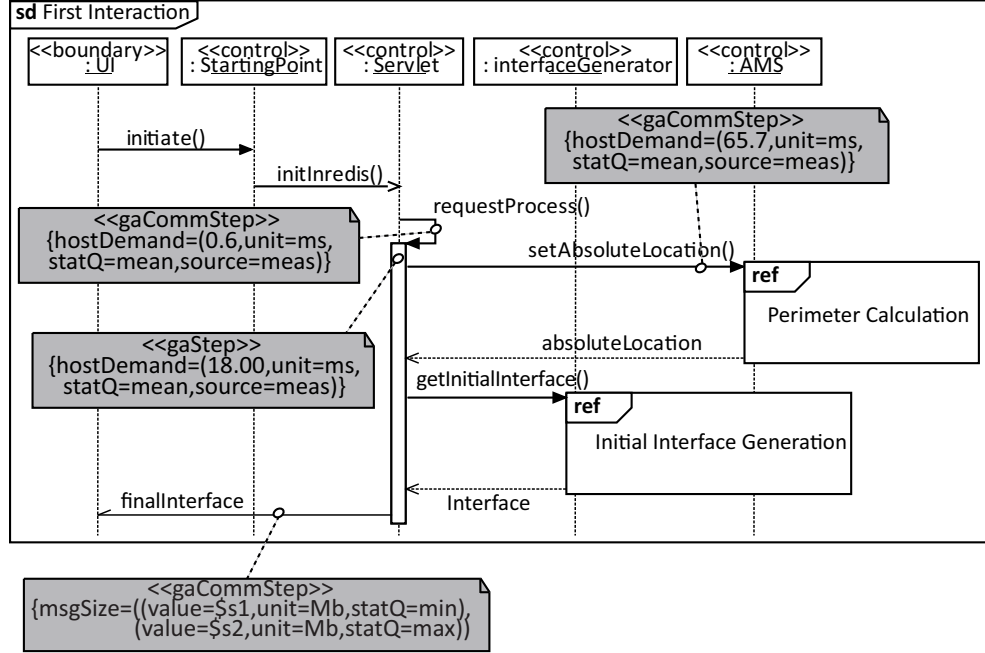 sd First Interaction
<<boundary>>
: UI
<<control>>
: StartingPoint
<<control>>
: Servlet
<<control>>
: interfaceGenerator
<<control>>
: AMS
<<gaCommStep>>
{hostDemand=(65.7,unit=ms,
statQ=mean,source=meas)}
initiate()
initInredis()
requestProcess()
<<gaCommStep>>
{hostDemand=(0.6,unit=ms,
statQ=mean,source=meas)}
setAbsoluteLocation()
ref
Perimeter Calculation
<<gaStep>>
{hostDemand=(18.00,unit=ms,
statQ=mean,source=meas)}
absoluteLocation
getInitialInterface()
ref
Initial Interface Generation
finalInterface
Interface
<<gaCommStep>>
{msgSize=((value=$s1,unit=Mb,statQ=min),
(value=$s2,unit=Mb,statQ=max))